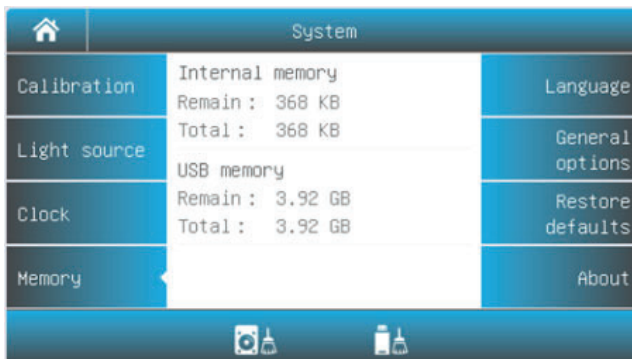 System
Calibration
Light source
Clock
Memory
Internal memory
Remain : 368 KB
Total : 368 KB
USB memory
Remain : 3.92 GB
Total : 3.92 GB
Language
General
options
Restore
defaults
About